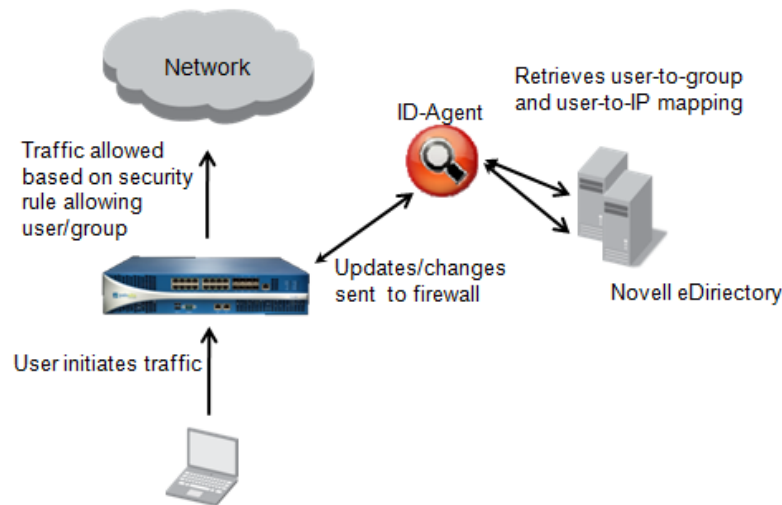 Network
Retrieves user-to-group
and user-to-IP mapping
ID-Agent
Traffic allowed
based on security
rule allowing
user/group
Updates/changes
sent to firewall
Novell eDiriectory
User initiates traffic